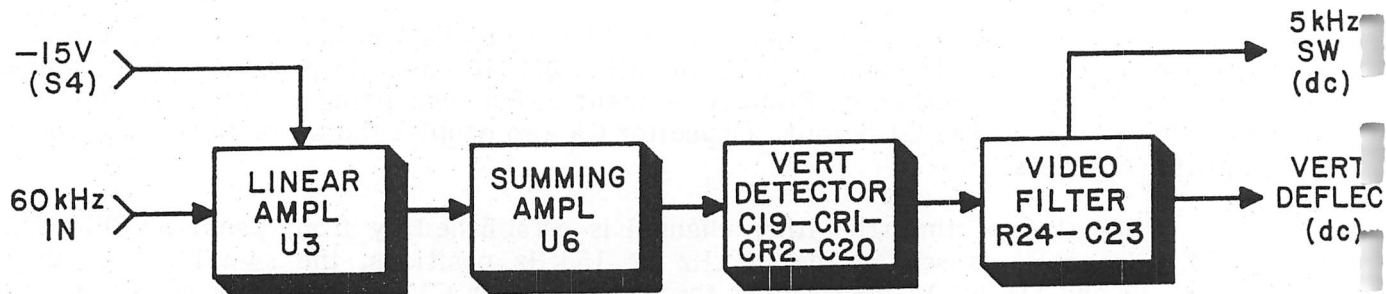 -15V
(S4)
60kHz
IN
LINEAR
AMPL
U3
SUMMING
AMPL
U6
VERT
DETECTOR
C19-CR1-
CR2-C20
VIDEO
FILTER
R24-C23
5kHz
SW
(dc)
VERT
DEFLEC
(dc)